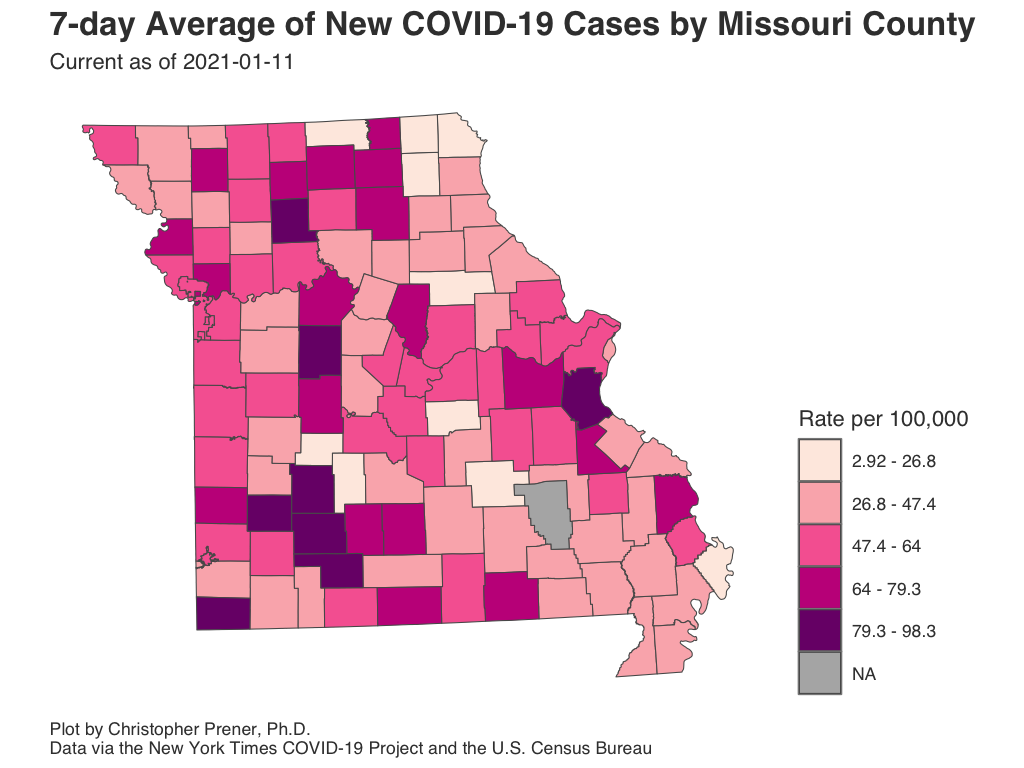 7-day Average of New COVID-19 Cases by Missouri County
Current as of 2021-01-11
Rate per 100,000
2.92 - 26.8
26.8 - 47.4
47.4 - 64
64 - 79.3
79.3 - 98.3
NA
Plot by Christopher Prener, Ph.D.
Data via the New York Times COVID-19 Project and the U.S. Census Bureau